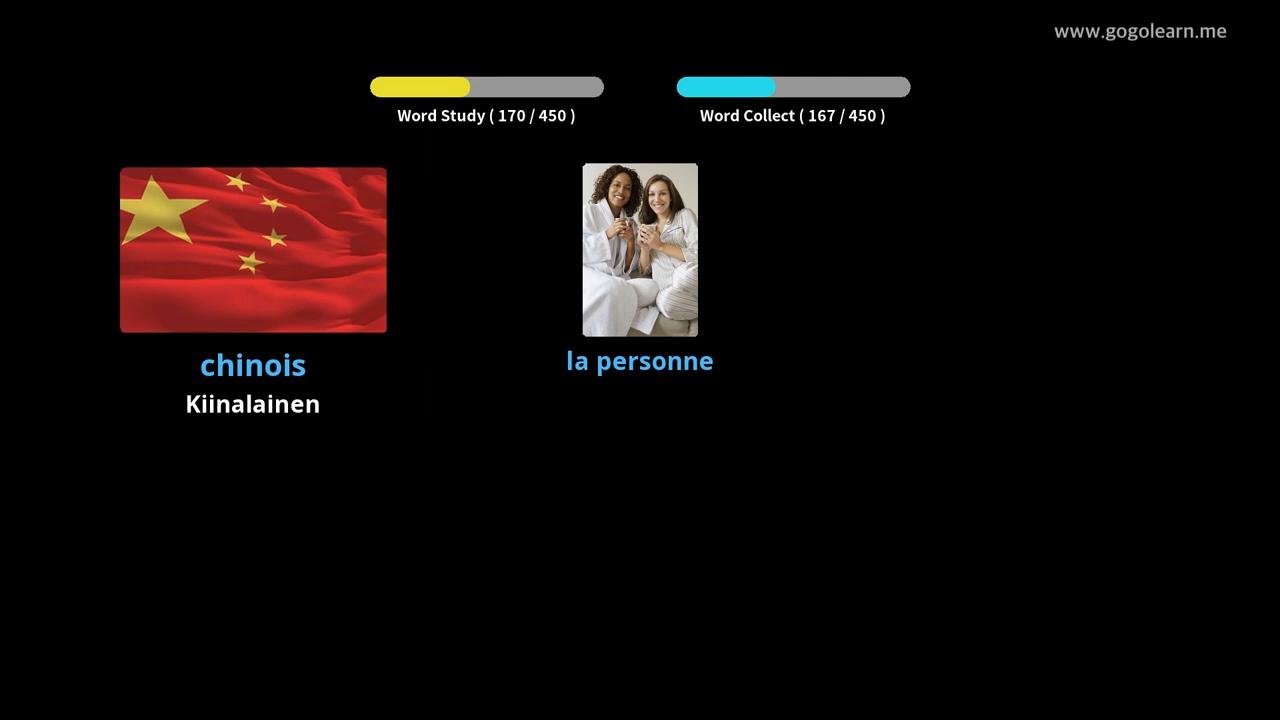 www.gogolearn.me
Word Study ( 170 / 450 )
Word Collect ( 167 / 450 )
chinois
Kiinalainen
la personne